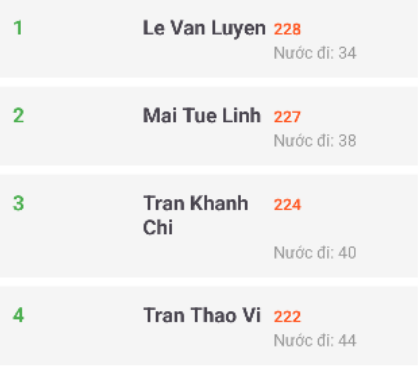 1 Le Van Luyen 228
Nước đi: 34
2 Mai Tue Linh 227
Nước đi: 38
3 Tran Khanh 224
Chi
Nước đi: 40
4 Tran Thao Vi 222
Nước đi: 44